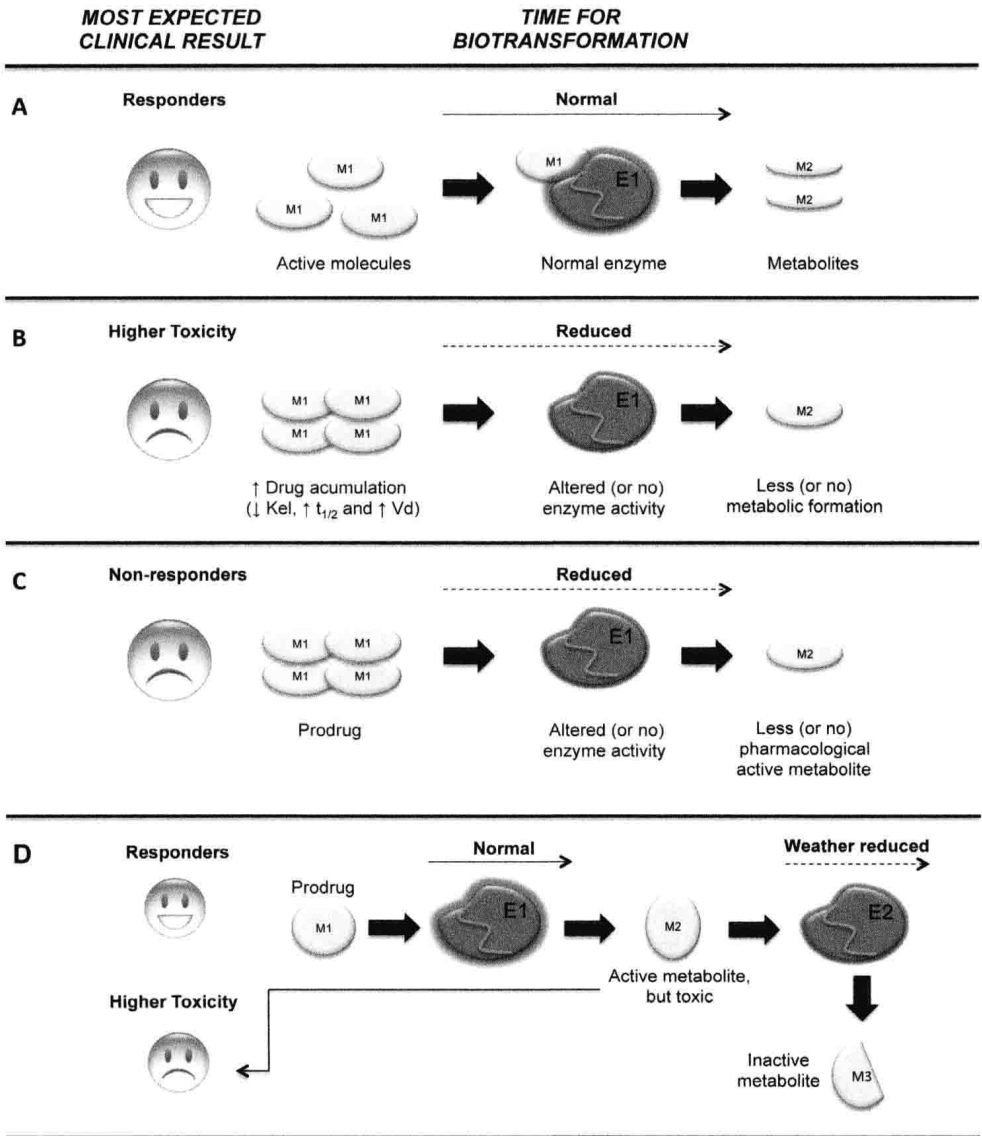 MOST EXPECTED
CLINICAL RESULT
TIME FOR
BIOTRANSFORMATION
A
Responders
Normal
M1
M1
M1
M1
E1
M2
M2
Active molecules
Normal enzyme
Metabolites
B
Higher Toxicity
Reduced
M1
M1
M1
M1
E1
M2
↑ Drug acumulation
(↓ Kel, ↑ t1/2 and ↑ Vd)
Altered (or no)
enzyme activity
Less (or no)
metabolic formation
C
Non-responders
Reduced
M1
M1
M1
M1
E1
M2
Prodrug
Altered (or no)
enzyme activity
Less (or no)
pharmacological
active metabolite
D
Responders
Normal
Weather reduced
Prodrug
M1
E1
M2
E2
Active metabolite,
but toxic
Higher Toxicity
Inactive
metabolite
M3